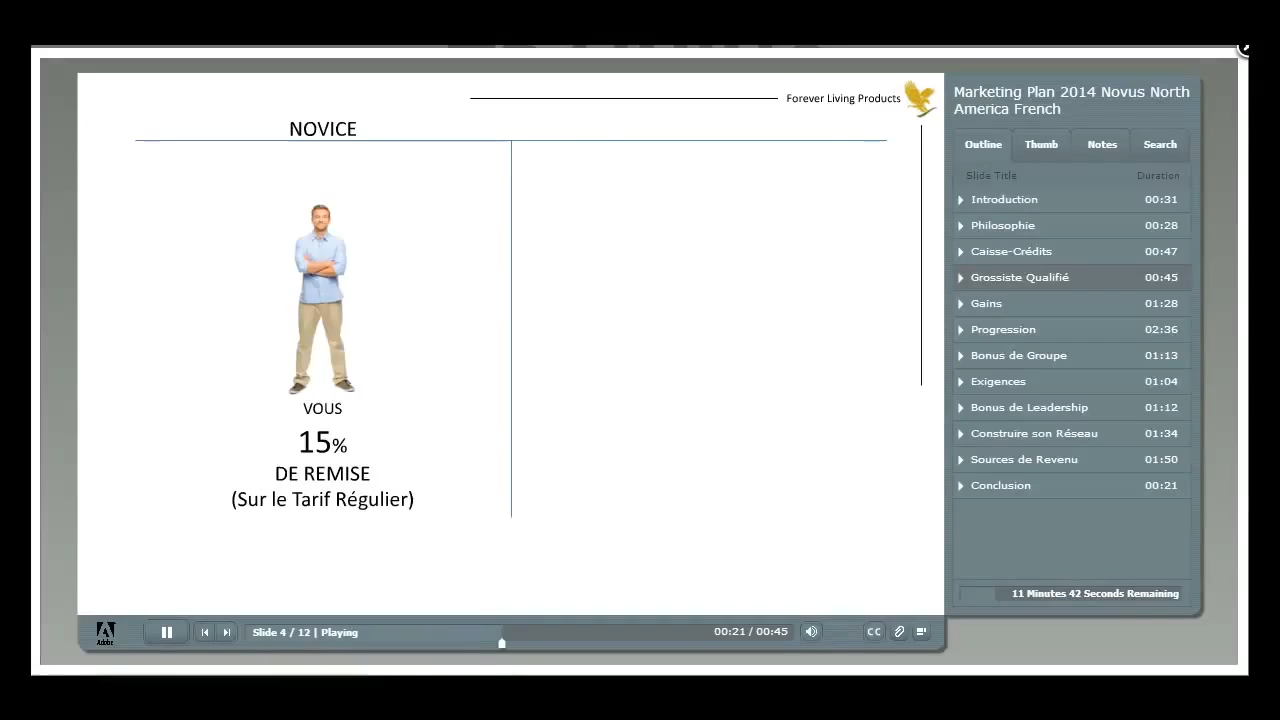 Forever Living Products
NOVICE
VOUS
15%
DE REMISE
(Sur le Tarif Régulier)
Marketing Plan 2014 Novus North
America French
Outline Thumb Notes Search
Slide Title Duration
Introduction 00:31
Philosophie 00:28
Caisse-Crédits 00:47
Grossiste Qualifié 00:45
Gains 01:28
Progression 02:36
Bonus de Groupe 01:13
Exigences 01:04
Bonus de Leadership 01:12
Construire son Réseau 01:34
Sources de Revenu 01:50
Conclusion 00:21
11 Minutes 42 Seconds Remaining
Adobe
Slide 4 / 12 | Playing
00:21 / 00:45
CC